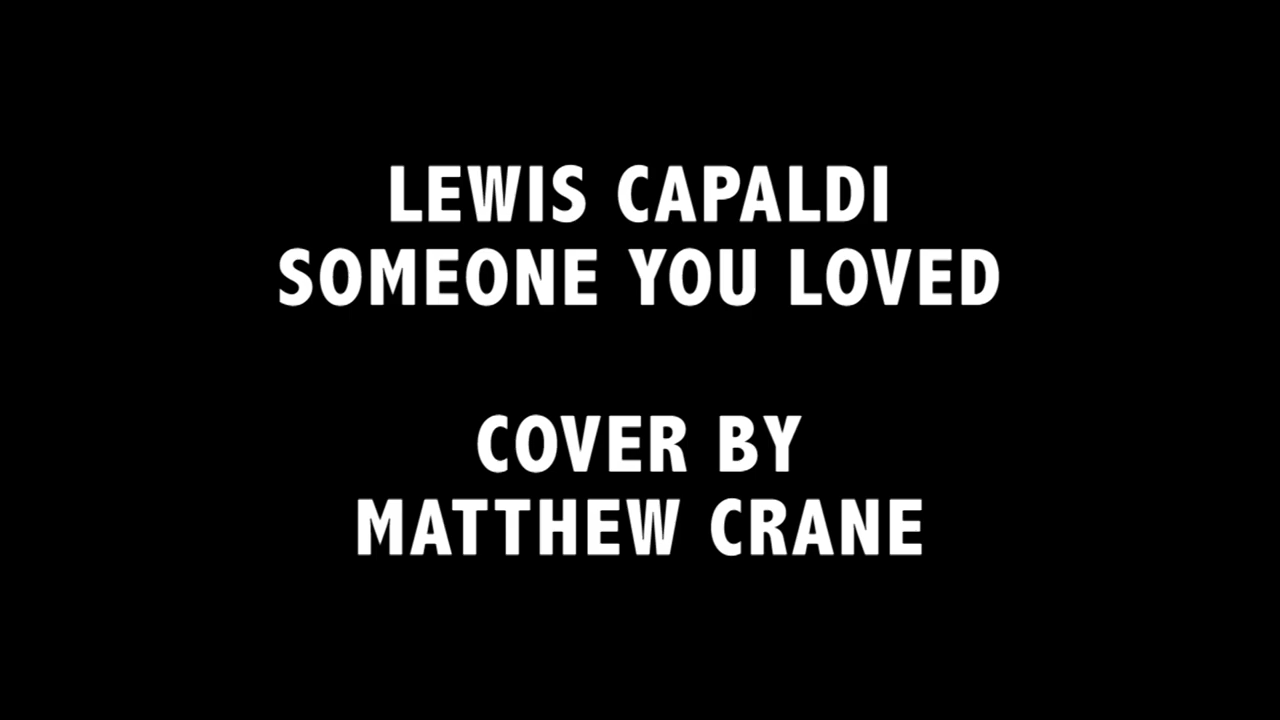 LEWIS CAPALDI
SOMEONE YOU LOVED
COVER BY
MATTHEW CRANE